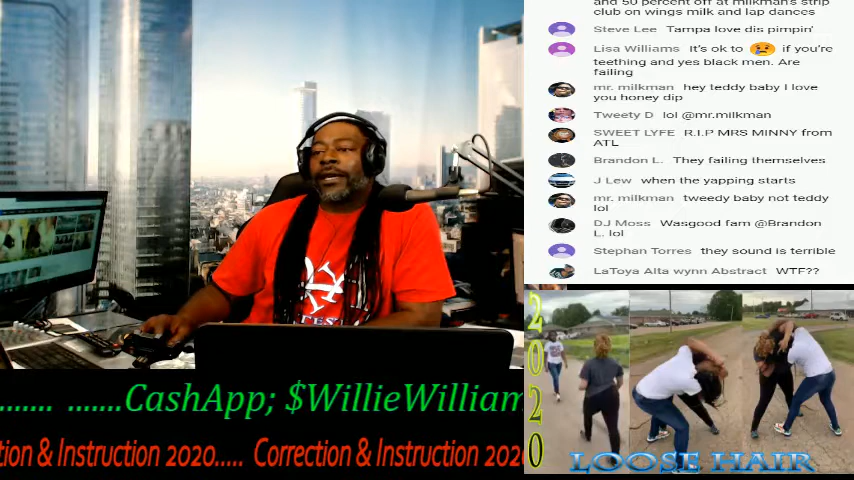 and 50 percent off at milkman's strip
club on wings milk and lap dances
Steve Lee Tampa love dis pimpin'
Lisa Williams It's ok to 😢 if you're
teething and yes black men. Are
failing
mr. milkman hey teddy baby I love
you honey dip
Tweety D lol @mr.milkman
SWEET LYFE R.I.P MRS MINNY from
ATL
Brandon L. They failing themselves
J Lew when the yapping starts
mr. milkman tweedy baby not teddy
lol
DJ Moss Wasgood fam @Brandon
L. lol
Stephan Torres they sound is terrible
LaToya Alta wynn Abstract WTF??
....... .......CashApp; $WillieWilliam
tion & Instruction 2020..... Correction & Instruction 202
2020
LOOSE HAIR